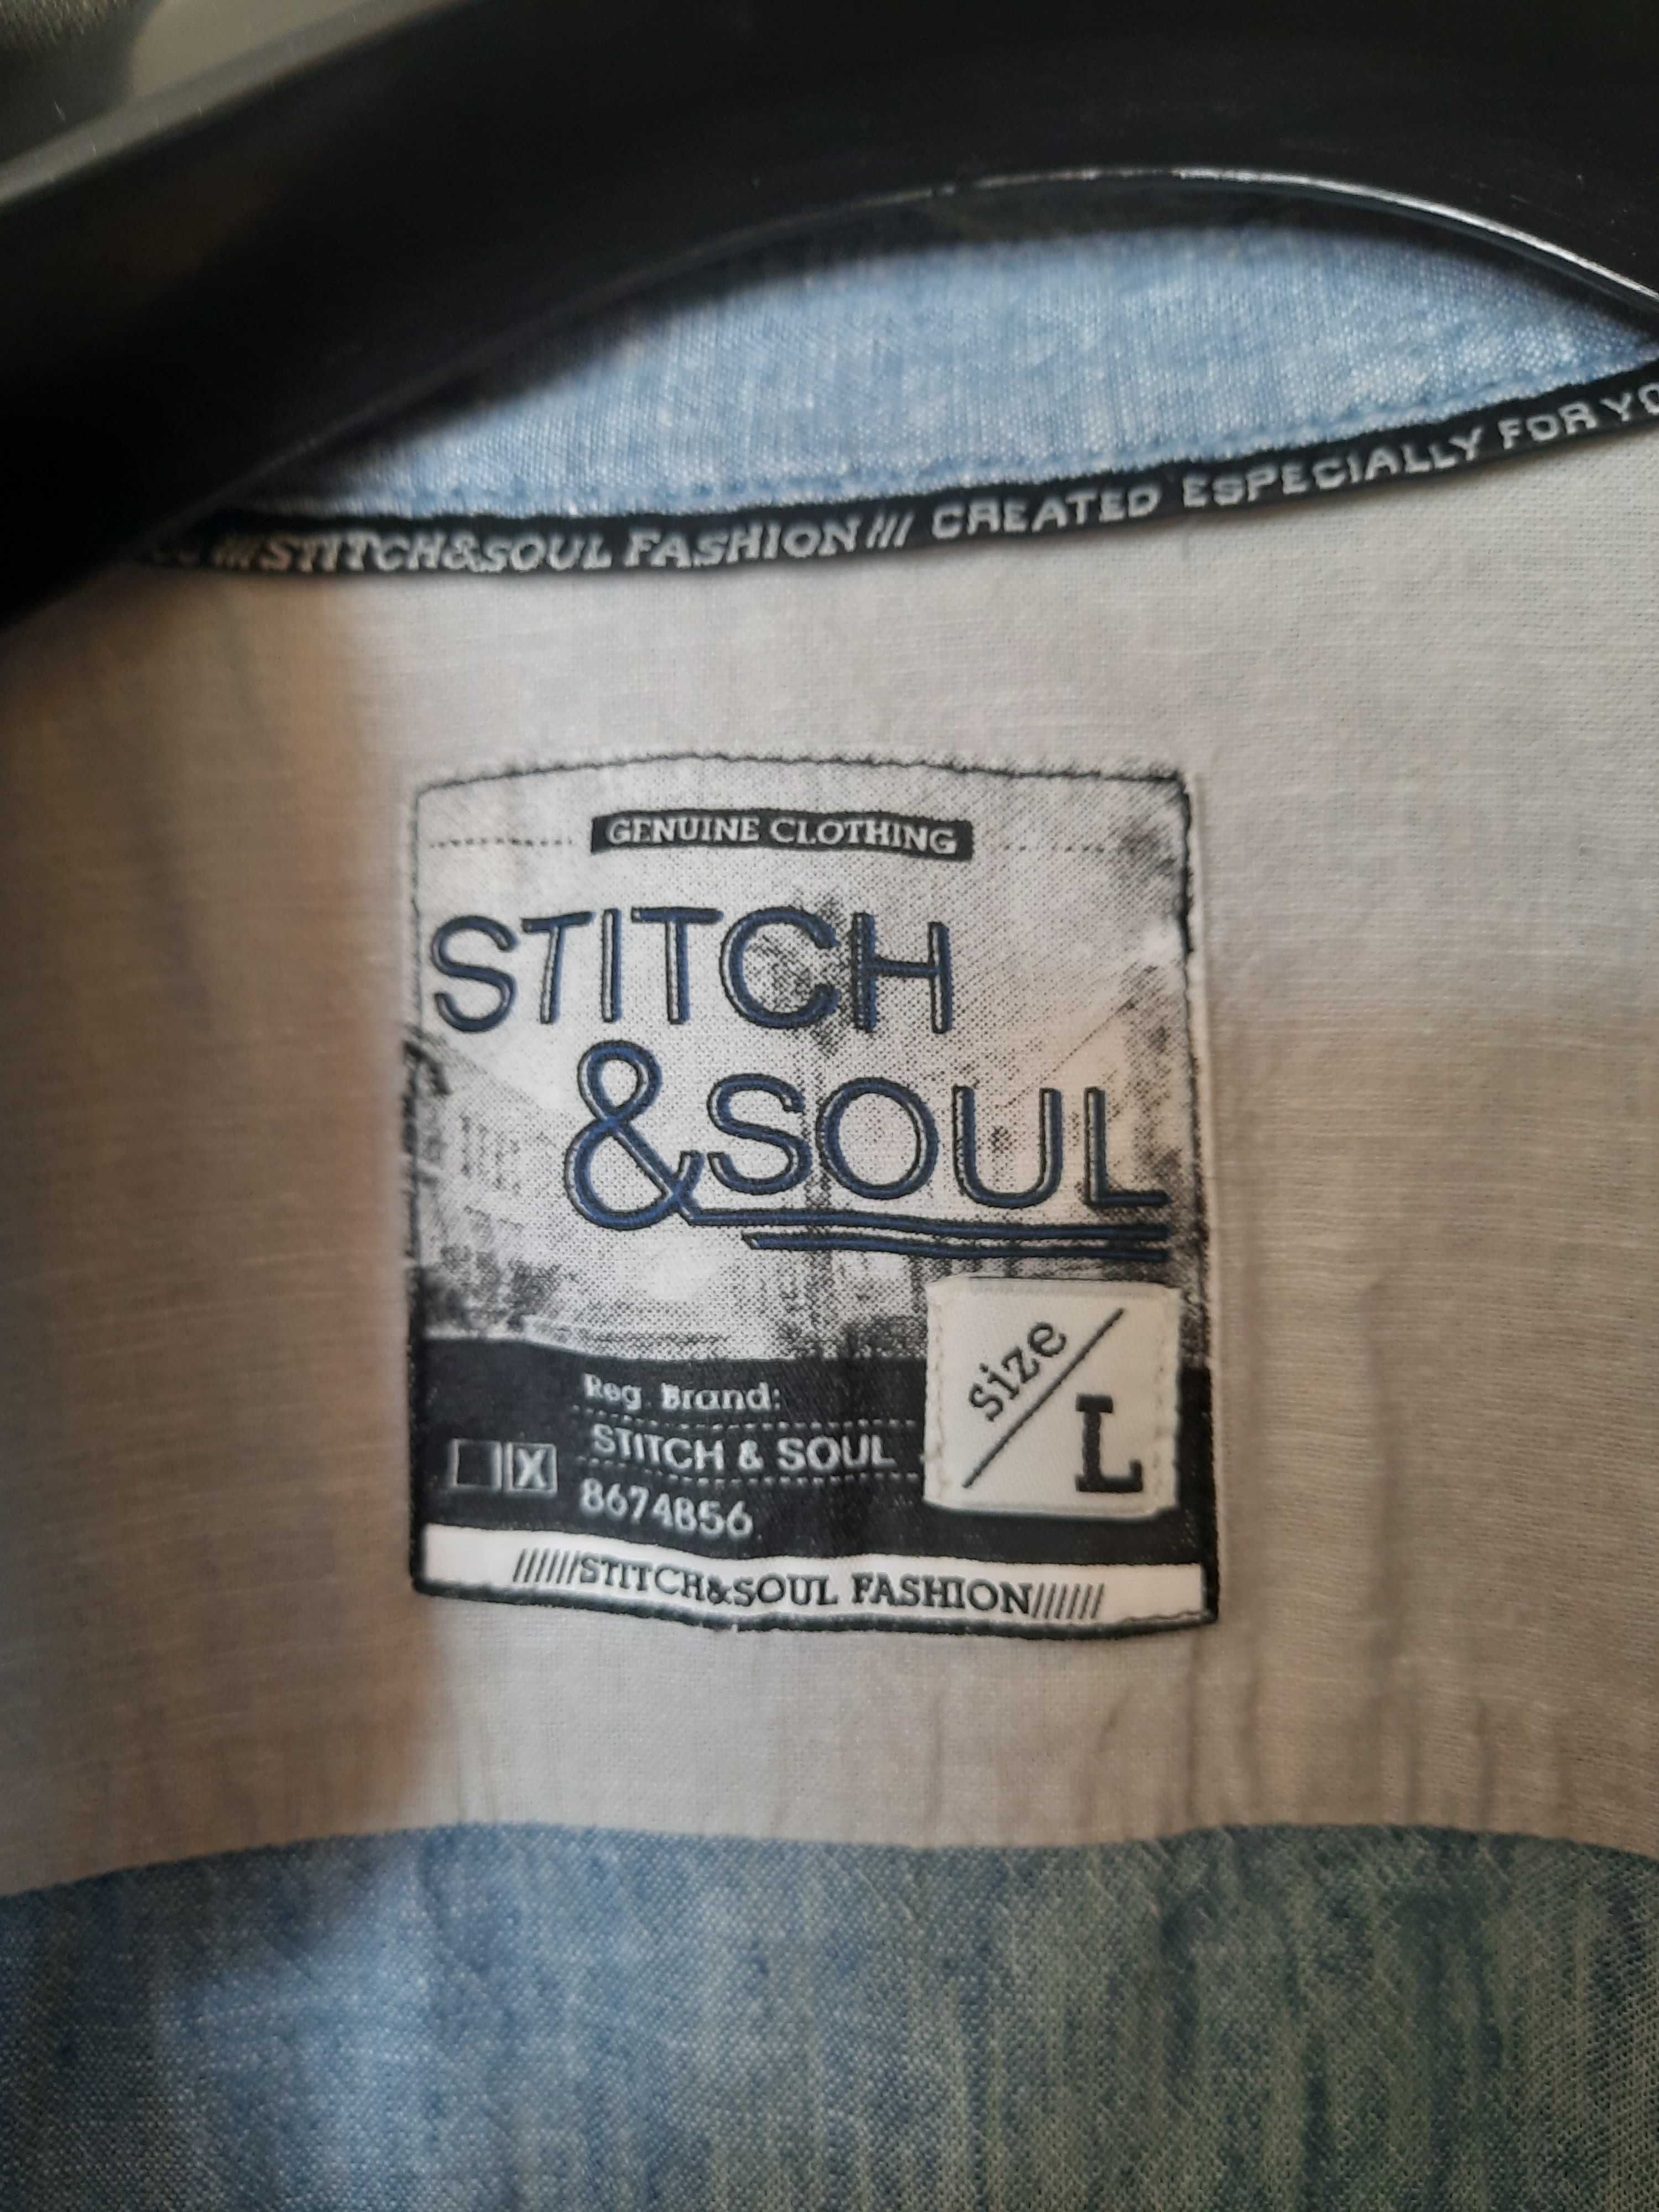 ///STITCH&SOUL FASHION/// CREATED ESPECIALLY FOR
GENUINE CLOTHING
STITCH
&SOUL
size
L
Reg. Brand:
STITCH & SOUL
X
8674856
//////STITCH&SOUL FASHION//////